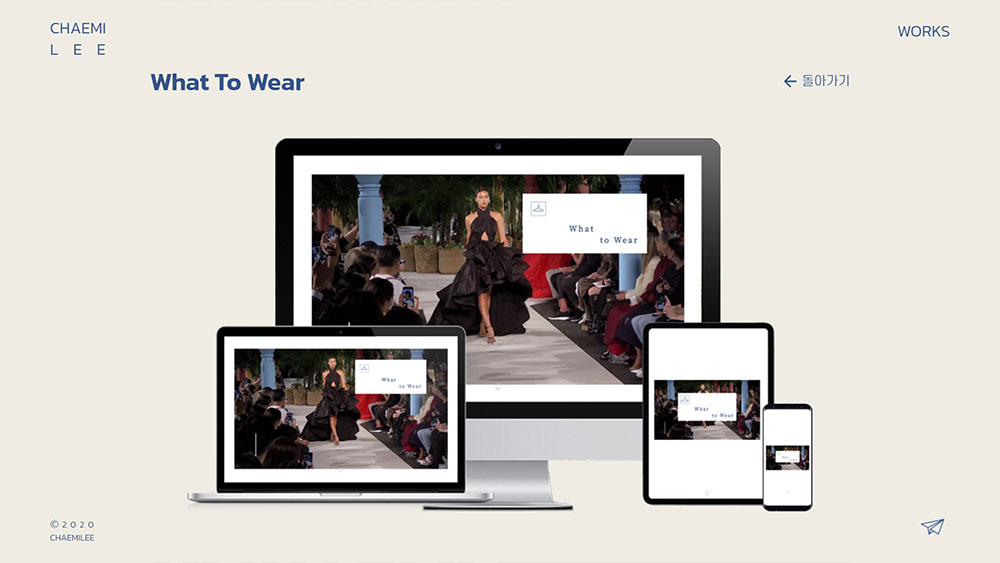 CHAEMI
L E E
WORKS
What To Wear
돌아가기
What
to Wear
What
to Wear
What
to Wear
©2020
CHAEMILEE